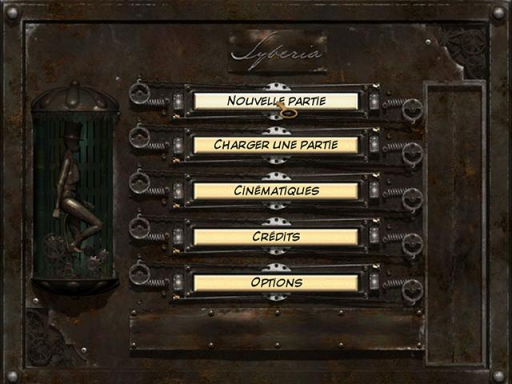 Syberia
NOUVELLE PARTIE
CHARGER UNE PARTIE
CINÉMATIQUES
CRÉDITS
OPTIONS